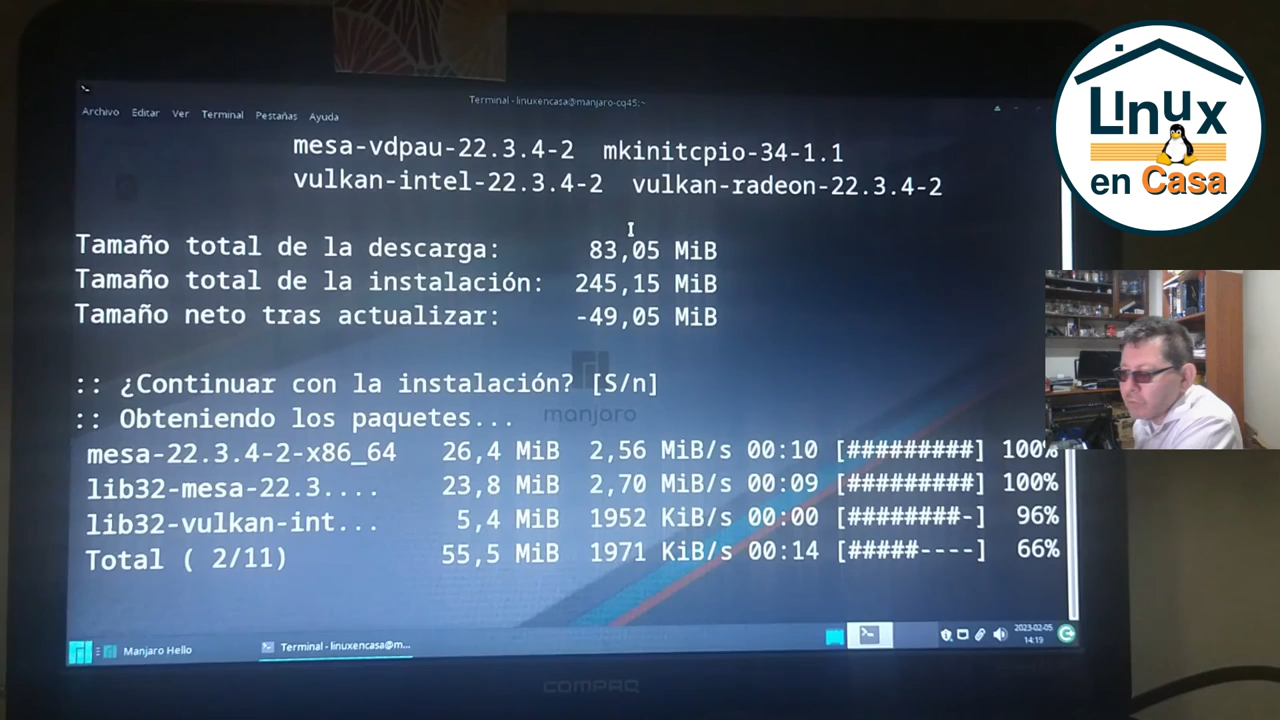 Terminal - linuxencasa@manjaro-cq45:~
Archivo Editar Ver Terminal Pestañas Ayuda
mesa-vdpau-22.3.4-2 mkinitcpio-34-1.1
vulkan-intel-22.3.4-2 vulkan-radeon-22.3.4-2
Tamaño total de la descarga: 83,05 MiB
Tamaño total de la instalación: 245,15 MiB
Tamaño neto tras actualizar: -49,05 MiB
:: ¿Continuar con la instalación? [S/n]
:: Obteniendo los paquetes...
mesa-22.3.4-2-x86_64 26,4 MiB 2,56 MiB/s 00:10 [#########] 100%
lib32-mesa-22.3.... 23,8 MiB 2,70 MiB/s 00:09 [#########] 100%
lib32-vulkan-int... 5,4 MiB 1952 KiB/s 00:00 [########-] 96%
Total ( 2/11) 55,5 MiB 1971 KiB/s 00:14 [#####----] 66%
manjaro
Manjaro Hello
Terminal - linuxencasa@m...
2023-02-05
14:19
COMPAQ
Linux
en Casa